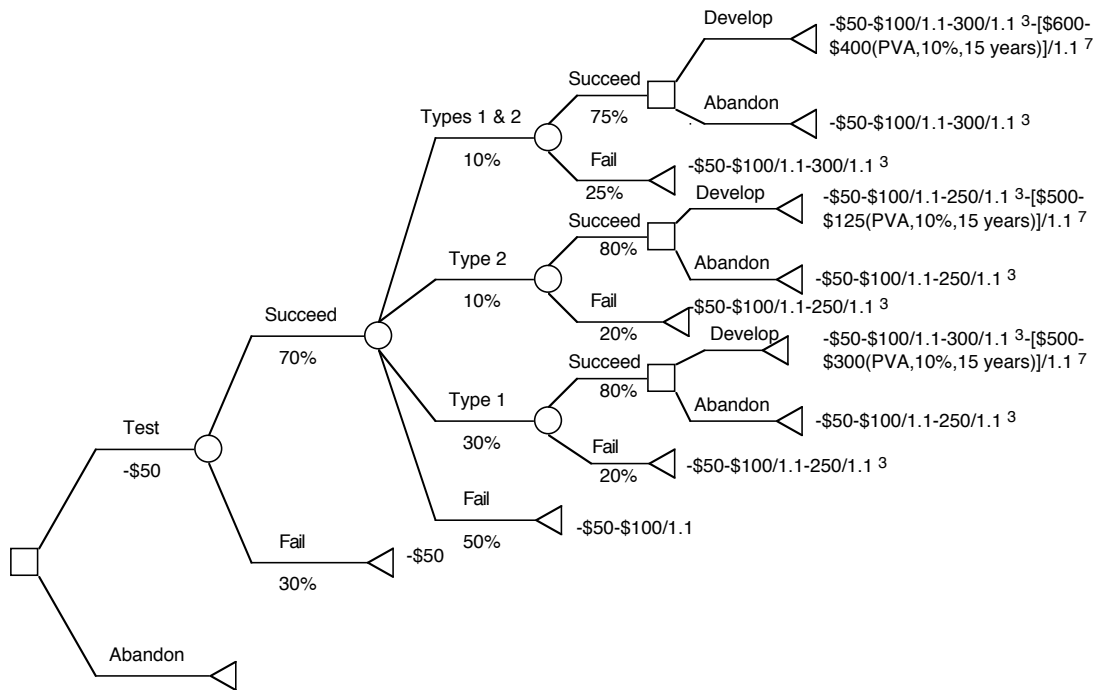 Develop
-$50-$100/1.1-300/1.1 3-[$600-
$400(PVA,10%,15 years)]/1.1 7
Succeed
75%
Abandon
-$50-$100/1.1-300/1.1 3
Types 1 & 2
10%
Fail
25%
-$50-$100/1.1-300/1.1 3
Develop
-$50-$100/1.1-250/1.1 3-[$500-
$125(PVA,10%,15 years)]/1.1 7
Succeed
80%
Abandon
-$50-$100/1.1-250/1.1 3
Type 2
10%
Fail
20%
-$50-$100/1.1-250/1.1 3
Succeed
70%
Develop
-$50-$100/1.1-300/1.1 3-[$500-
$300(PVA,10%,15 years)]/1.1 7
Succeed
80%
Abandon
-$50-$100/1.1-250/1.1 3
Type 1
30%
Fail
20%
-$50-$100/1.1-250/1.1 3
Test
-$50
Fail
50%
-$50-$100/1.1
Fail
30%
-$50
Abandon